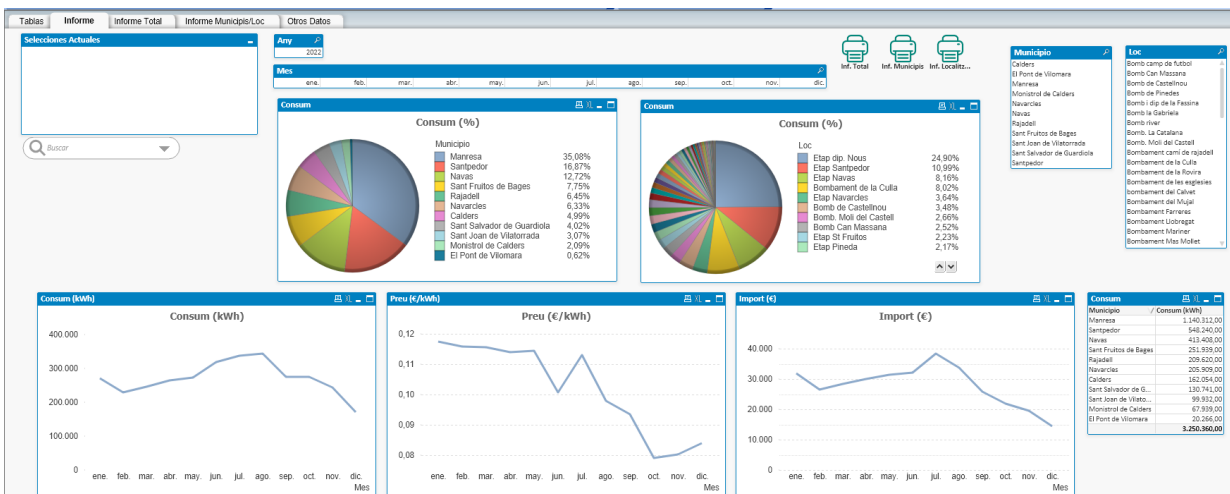 Tablas
Informe
Informe Total
Informe Municipis/Loc
Otros Datos
Selecciones Actuales
Buscar
Any
2022
Mes
ene. feb. mar. abr. may. jun. jul. ago. sep. oct. nov. dic.
Inf. Total
Inf. Municipis
Inf. Localitz...
Municipio
Calders
El Pont de Vilomara
Manresa
Monistrol de Calders
Navarcles
Navas
Rajadell
Sant Fruitos de Bages
Sant Joan de Vilatorrada
Sant Salvador de Guardiola
Santpedor
Loc
Bomb camp de futbol
Bomb Can Massana
Bomb de Castellnou
Bomb de Pinedes
Bomb i dip de la Fassina
Bomb la Gabriela
Bomb river
Bomb. La Catalana
Bomb. Moli del Castell
Bombament camí de rajadell
Bombament de la Culla
Bombament de la Rovira
Bombament de les esglesies
bombament del Calvet
Bombament del Mujal
Bombament Farreres
Bombament Llobregat
Bombament Mariner
Bombament Mas Mollet
Consum
XL
Consum (%)
Municipio
Manresa 35,08%
Santpedor 16,87%
Navas 12,72%
Sant Fruitos de Bages 7,75%
Rajadell 6,45%
Navarcles 6,33%
Calders 4,99%
Sant Salvador de Guardiola 4,02%
Sant Joan de Vilatorrada 3,07%
Monistrol de Calders 2,09%
El Pont de Vilomara 0,62%
Consum
XL
Consum (%)
Loc
Etap dip. Nous 24,90%
Etap Santpedor 10,99%
Etap Navas 8,16%
Bombament de la Culla 8,02%
Etap Navarcles 3,64%
Bomb de Castellnou 3,48%
Bomb. Moli del Castell 2,66%
Bomb Can Massana 2,52%
Etap St Fruitos 2,23%
Etap Pineda 2,17%
Consum (kWh)
XL
Consum (kWh)
400.000
300.000
200.000
100.000
0
ene. feb. mar. abr. may. jun. jul. ago. sep. oct. nov. dic.
Mes
Preu (€/kWh)
XL
Preu (€/kWh)
0,12
0,11
0,10
0,09
0,08
ene. feb. mar. abr. may. jun. jul. ago. sep. oct. nov. dic.
Mes
Import (€)
XL
Import (€)
40.000
30.000
20.000
10.000
0
ene. feb. mar. abr. may. jun. jul. ago. sep. oct. nov. dic.
Mes
Consum
XL
Municipio / Consum (kWh)
Manresa 1.140.312,00
Santpedor 548.240,00
Navas 413.408,00
Sant Fruitos de Bages 251.939,00
Rajadell 209.620,00
Navarcles 205.909,00
Calders 162.054,00
Sant Salvador de G... 130.741,00
Sant Joan de Vilato... 99.932,00
Monistrol de Calders 67.939,00
El Pont de Vilomara 20.266,00
3.250.360,00